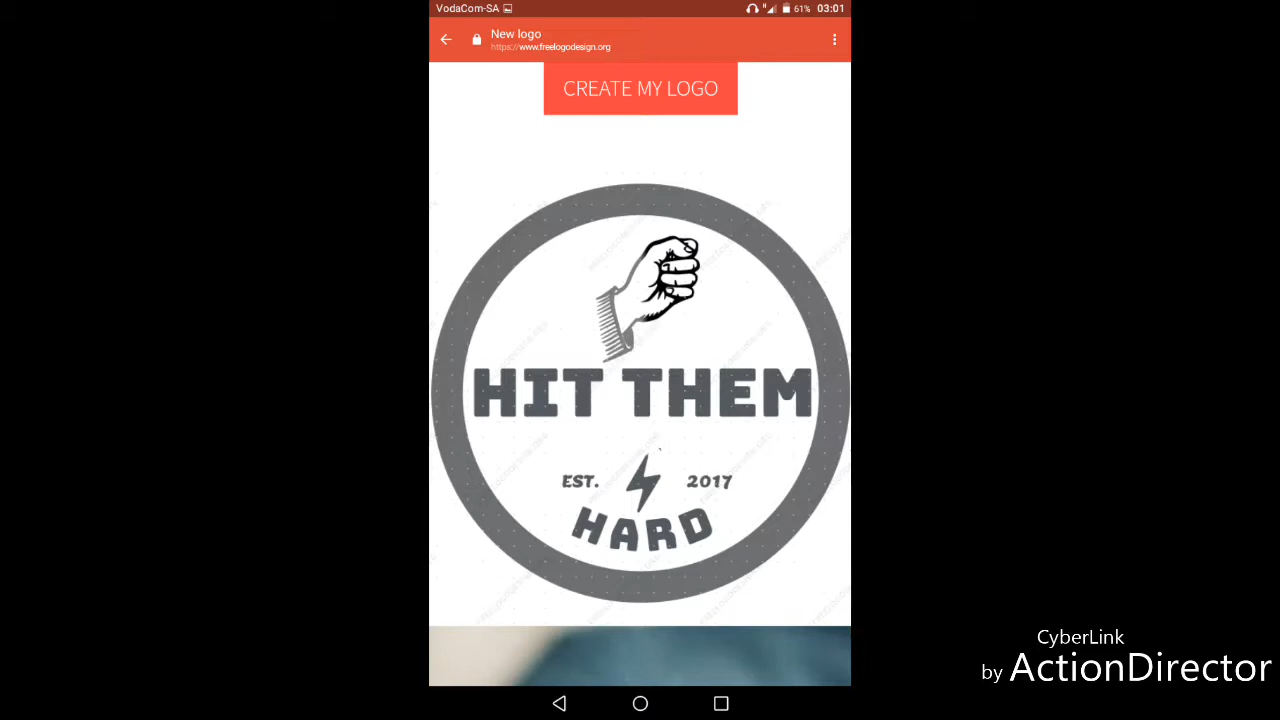 VodaCom-SA 61% 03:01
New logo
https://www.freelogodesign.org
CREATE MY LOGO
HIT THEM
EST. 2017
HARD
CyberLink
by ActionDirector